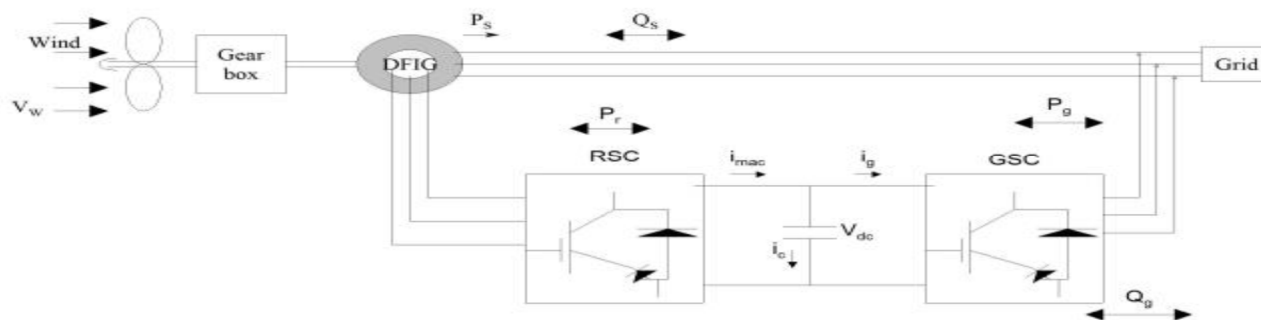 P_S
Q_s
Wind
Gear
box
DFIG
Grid
V_W
P_r
P_g
RSC
i_mac
i_g
GSC
V_dc
i_c
Q_g